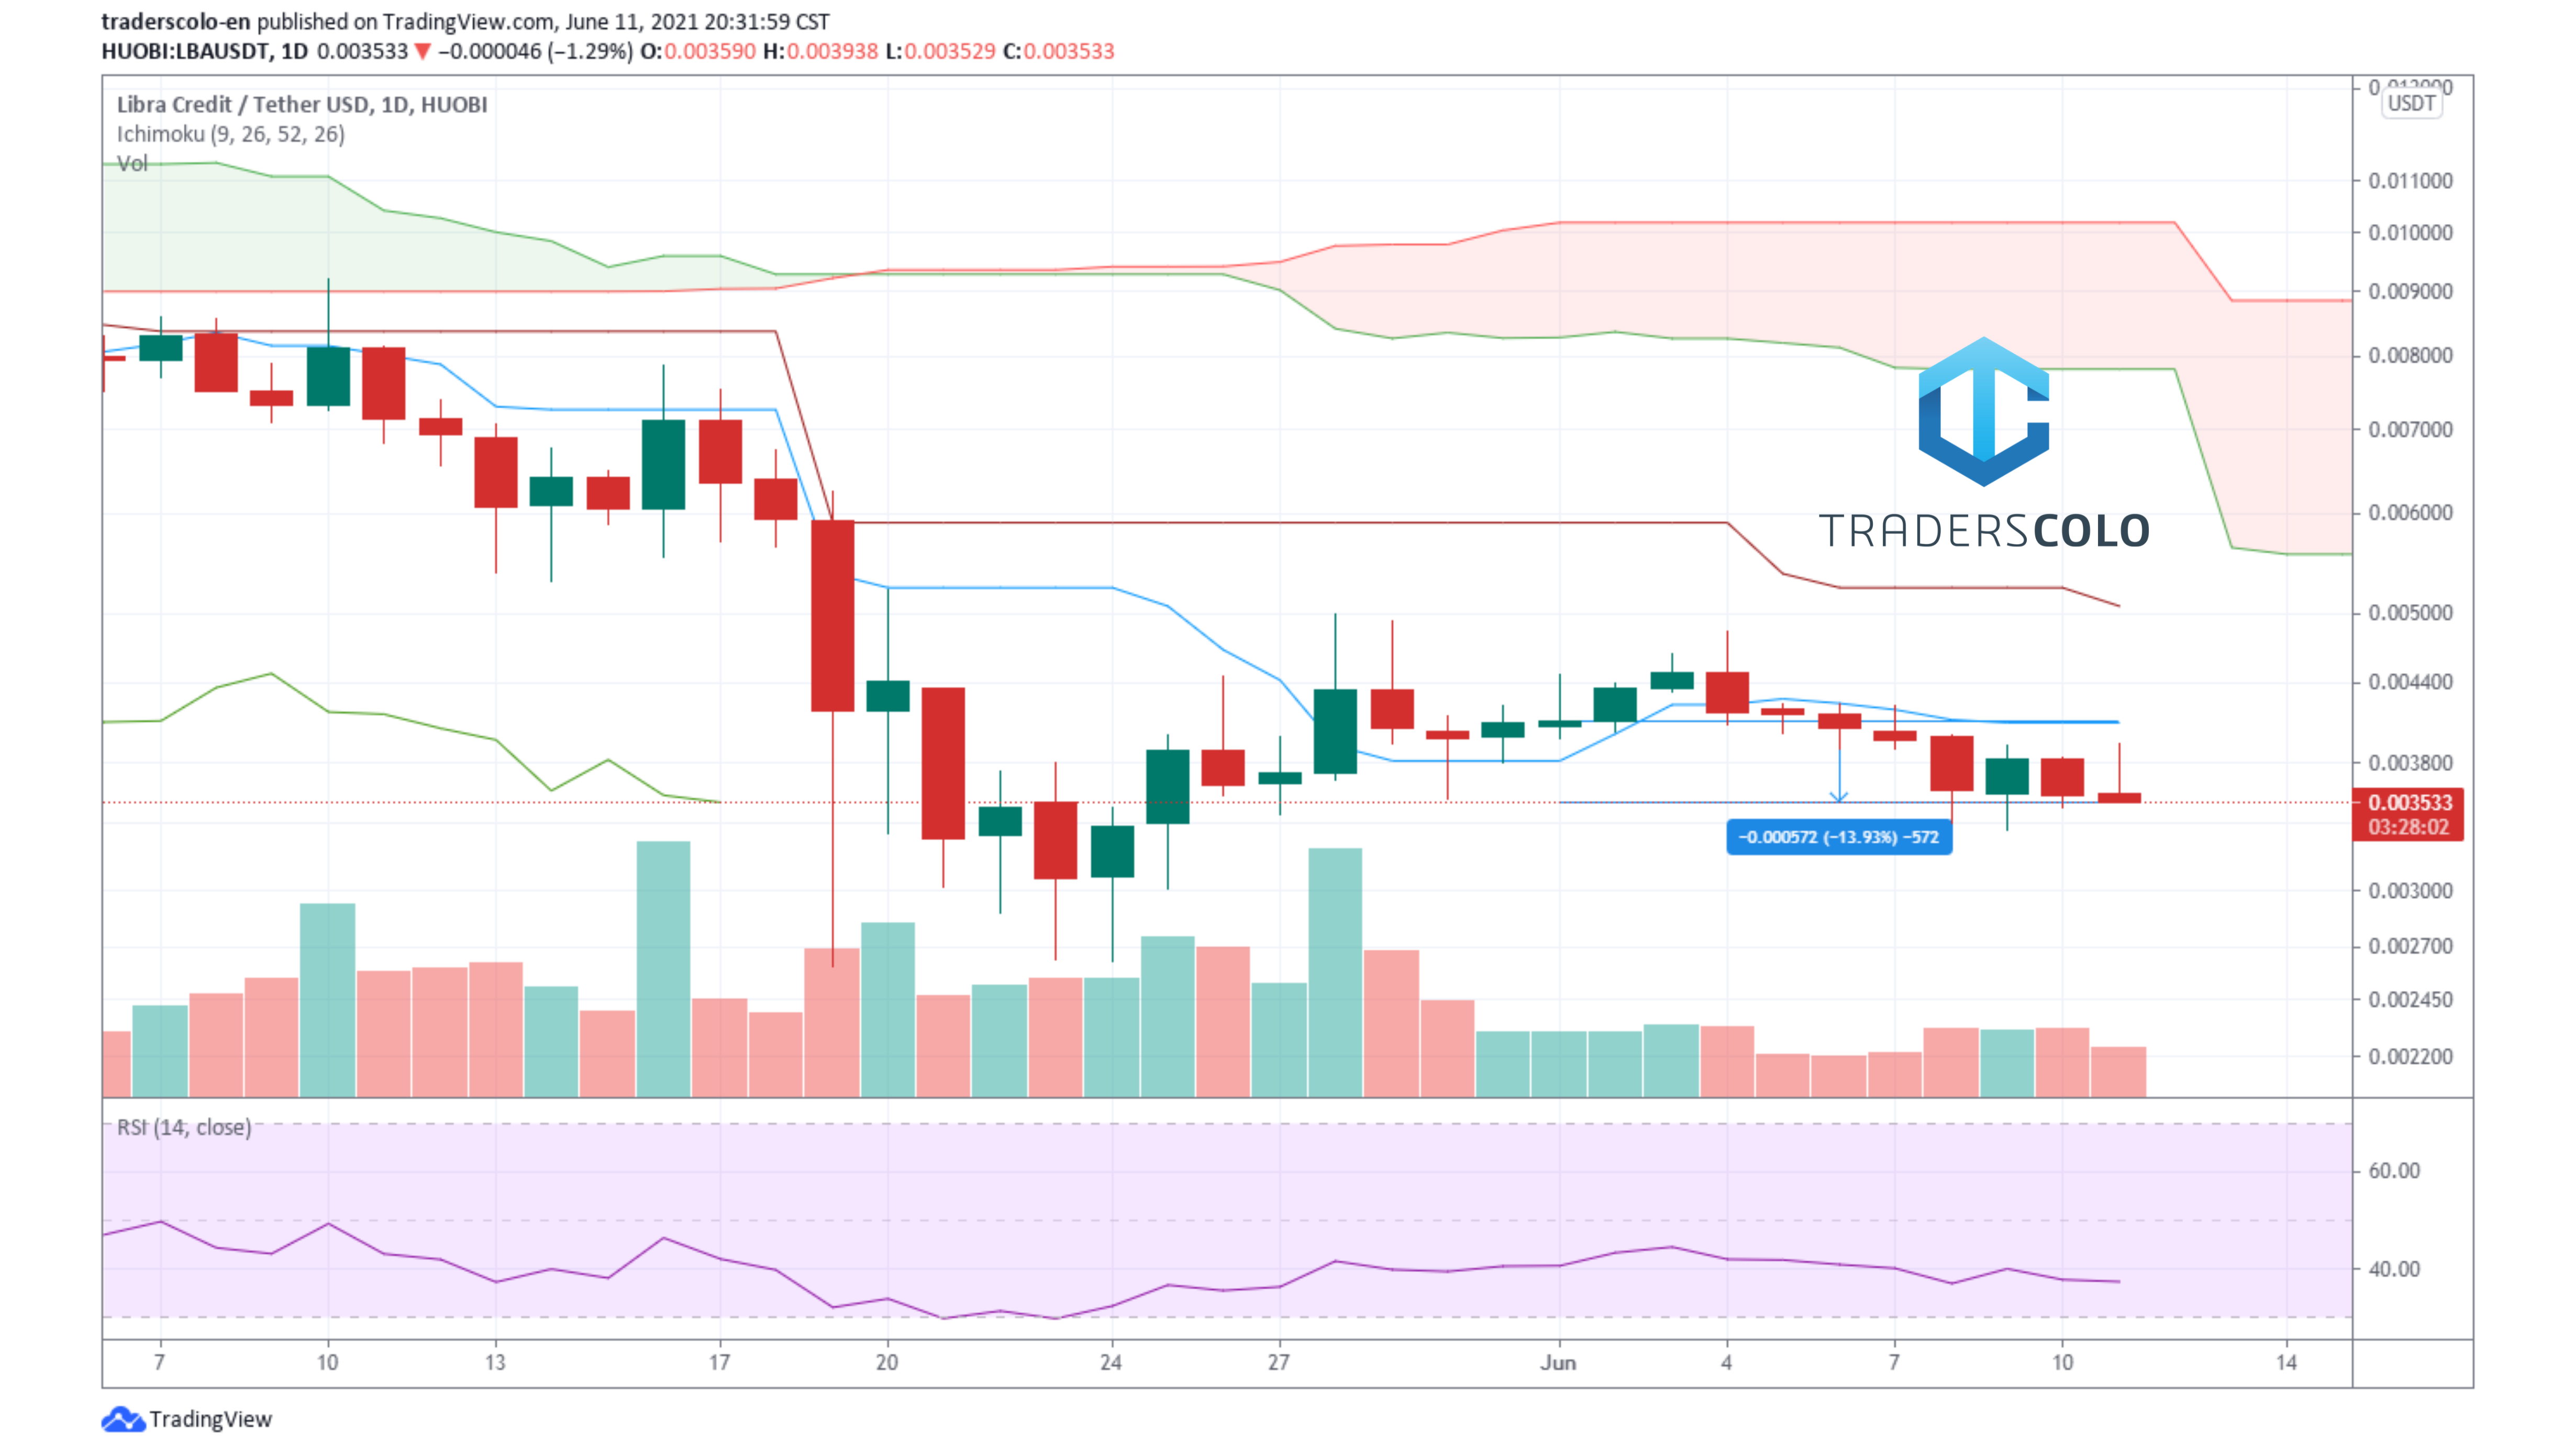 traderscolo-en published on TradingView.com, June 11, 2021 20:31:59 CST
HUOBI:LBAUSDT, 1D 0.003533 ▼ −0.000046 (−1.29%) O:0.003590 H:0.003938 L:0.003529 C:0.003533
Libra Credit / Tether USD, 1D, HUOBI
Ichimoku (9, 26, 52, 26)
Vol
0.012000
USDT
0.011000
0.010000
0.009000
0.008000
0.007000
0.006000
TRADERSCOLO
0.005000
0.004400
0.003800
0.003533
03:28:02
−0.000572 (−13.93%) −572
0.003000
0.002700
0.002450
0.002200
RSI (14, close)
60.00
40.00
7 10 13 17 20 24 27 Jun 4 7 10 14
TradingView